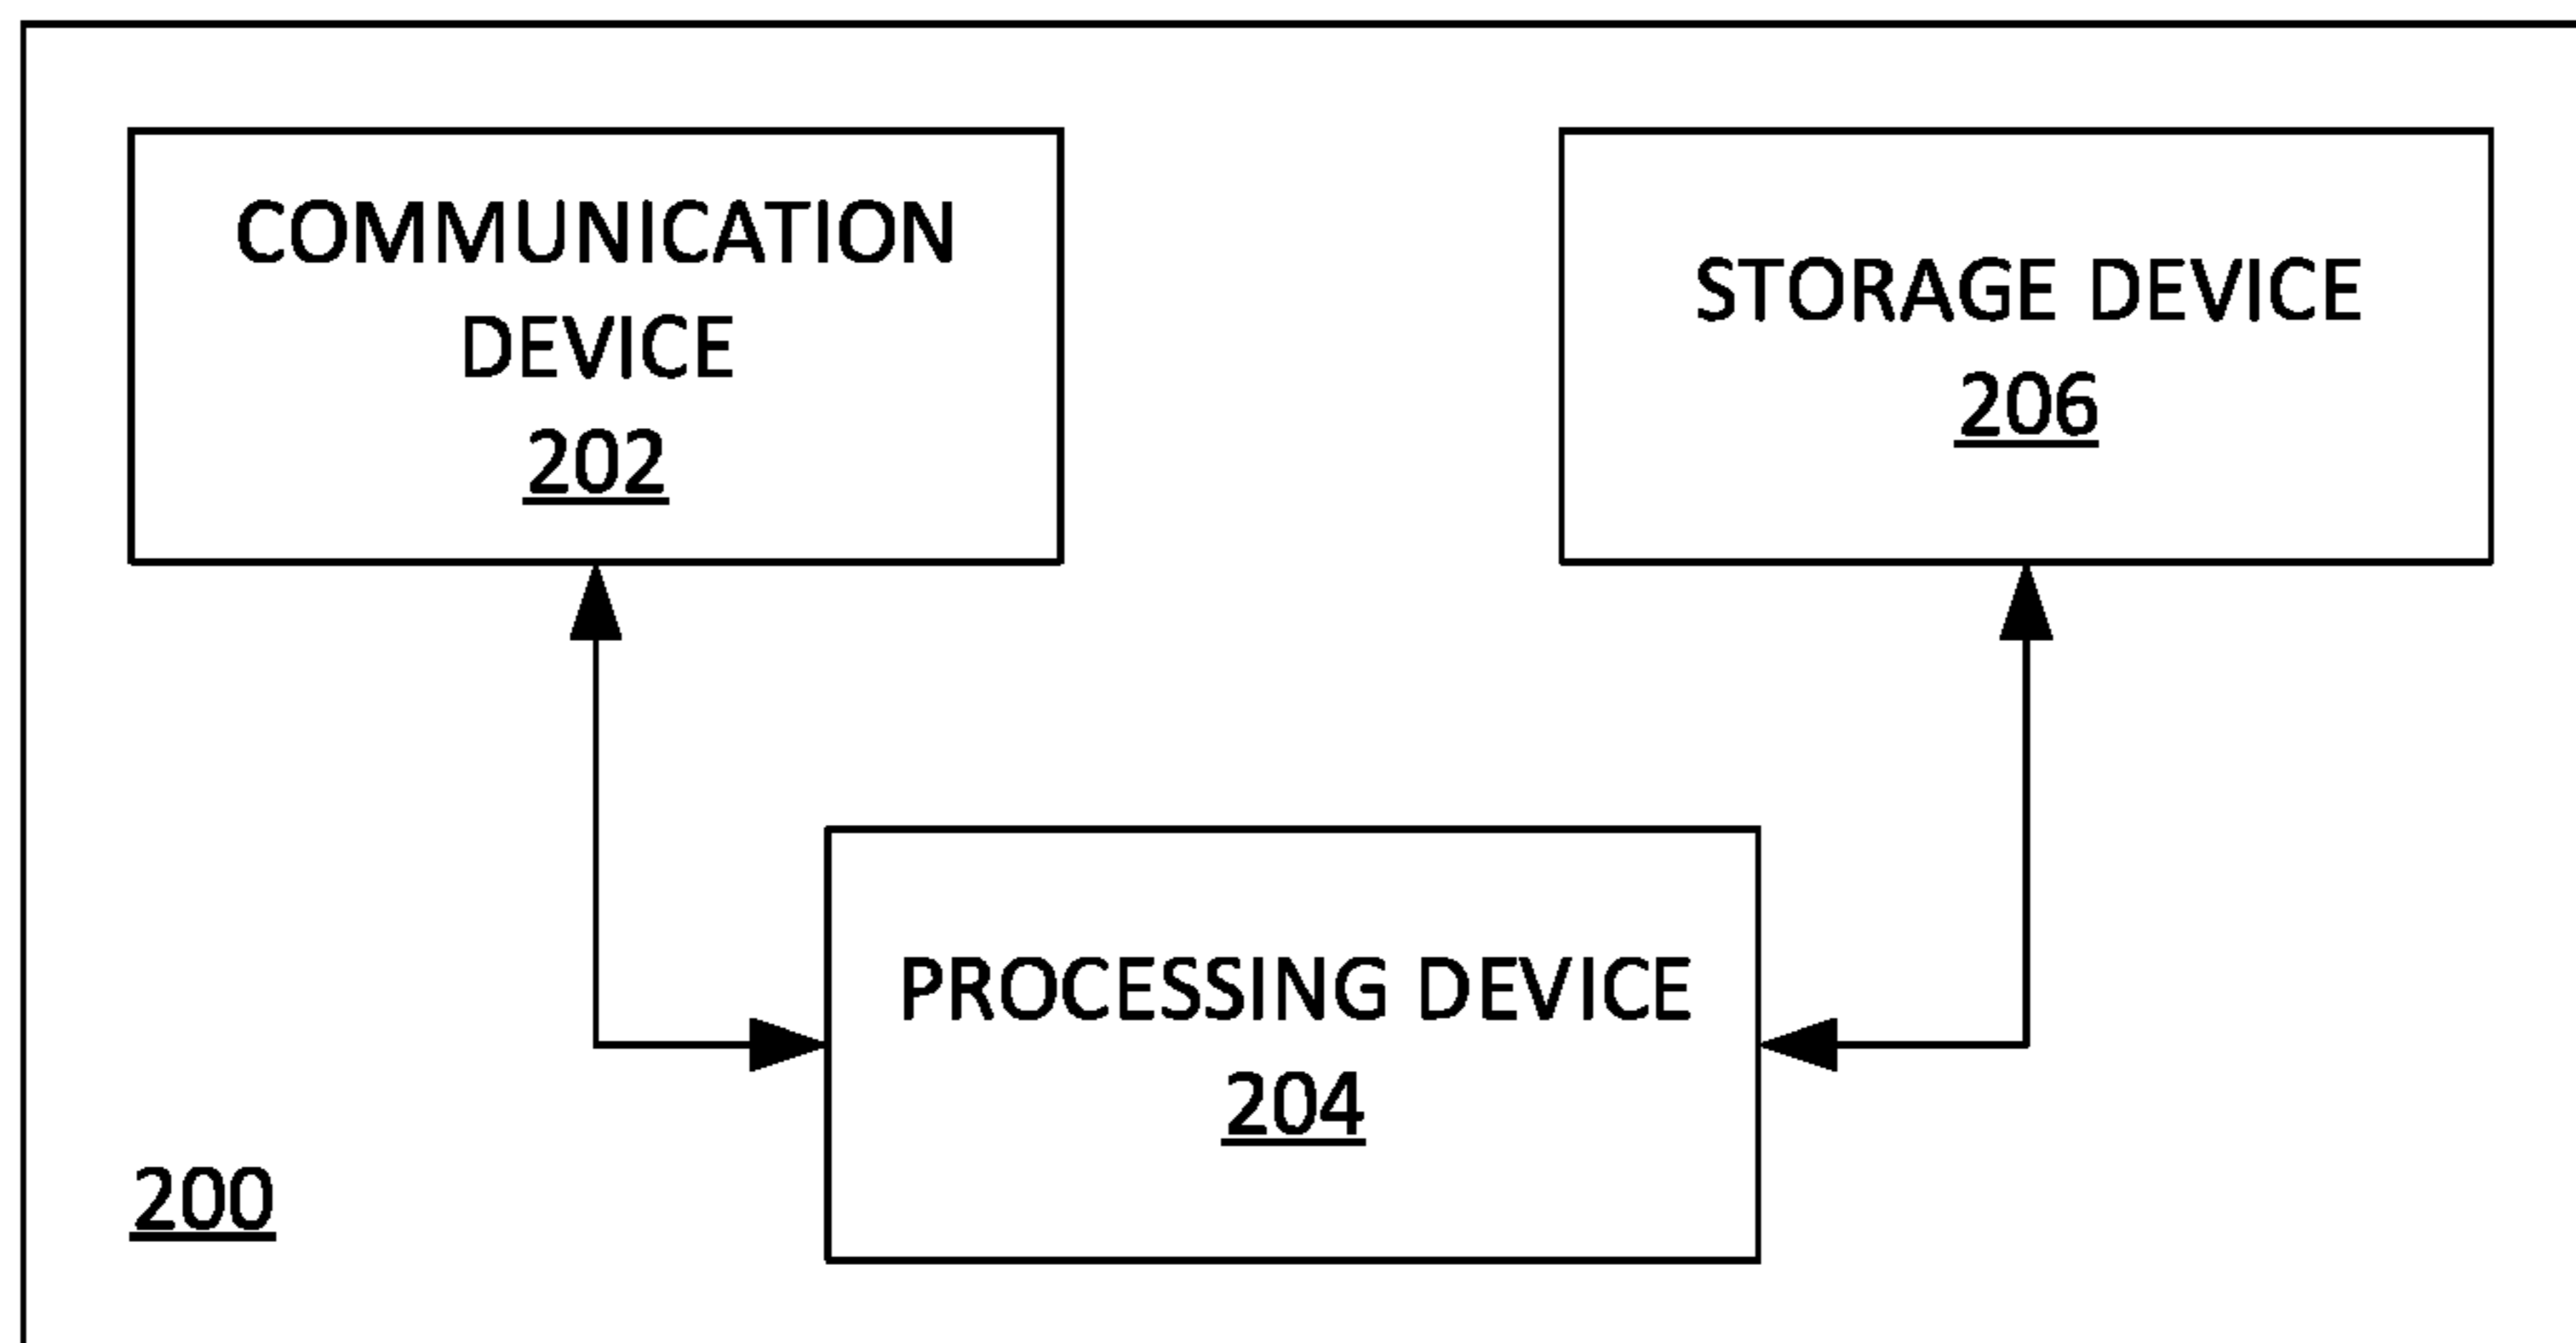 COMMUNICATION
DEVICE
202
STORAGE DEVICE
206
PROCESSING DEVICE
204
200